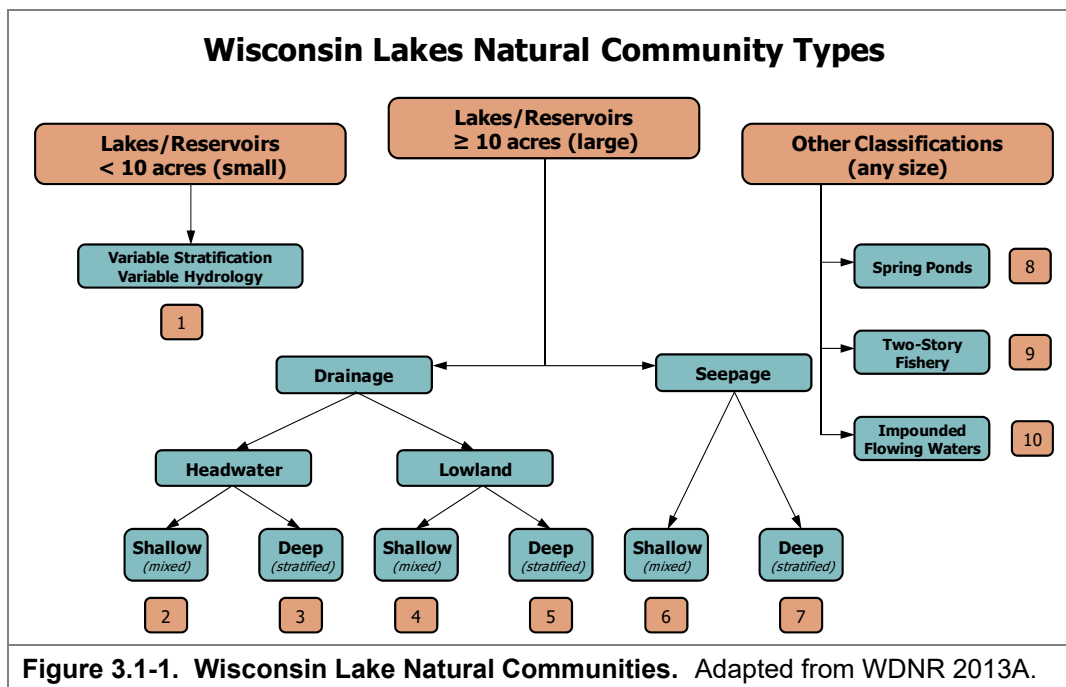 Wisconsin Lakes Natural Community Types
Lakes/Reservoirs
< 10 acres (small)
Lakes/Reservoirs
≥ 10 acres (large)
Other Classifications
(any size)
Variable Stratification
Variable Hydrology
1
Spring Ponds
8
Two-Story
Fishery
9
Impounded
Flowing Waters
10
Drainage
Seepage
Headwater
Lowland
Shallow
(mixed)
Deep
(stratified)
Shallow
(mixed)
Deep
(stratified)
Shallow
(mixed)
Deep
(stratified)
2
3
4
5
6
7
Figure 3.1-1. Wisconsin Lake Natural Communities. Adapted from WDNR 2013A.